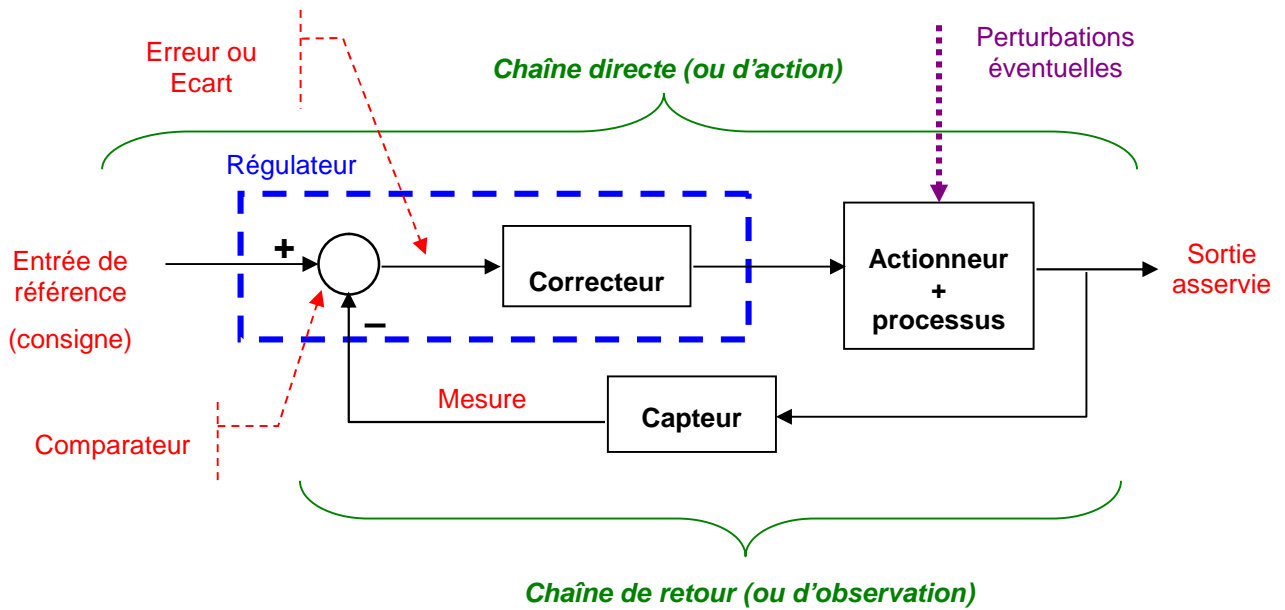 Erreur ou
Ecart
Chaîne directe (ou d'action)
Perturbations
éventuelles
Régulateur
Entrée de
référence
(consigne)
+
−
Correcteur
Actionneur
+
processus
Sortie
asservie
Mesure
Capteur
Comparateur
Chaîne de retour (ou d'observation)